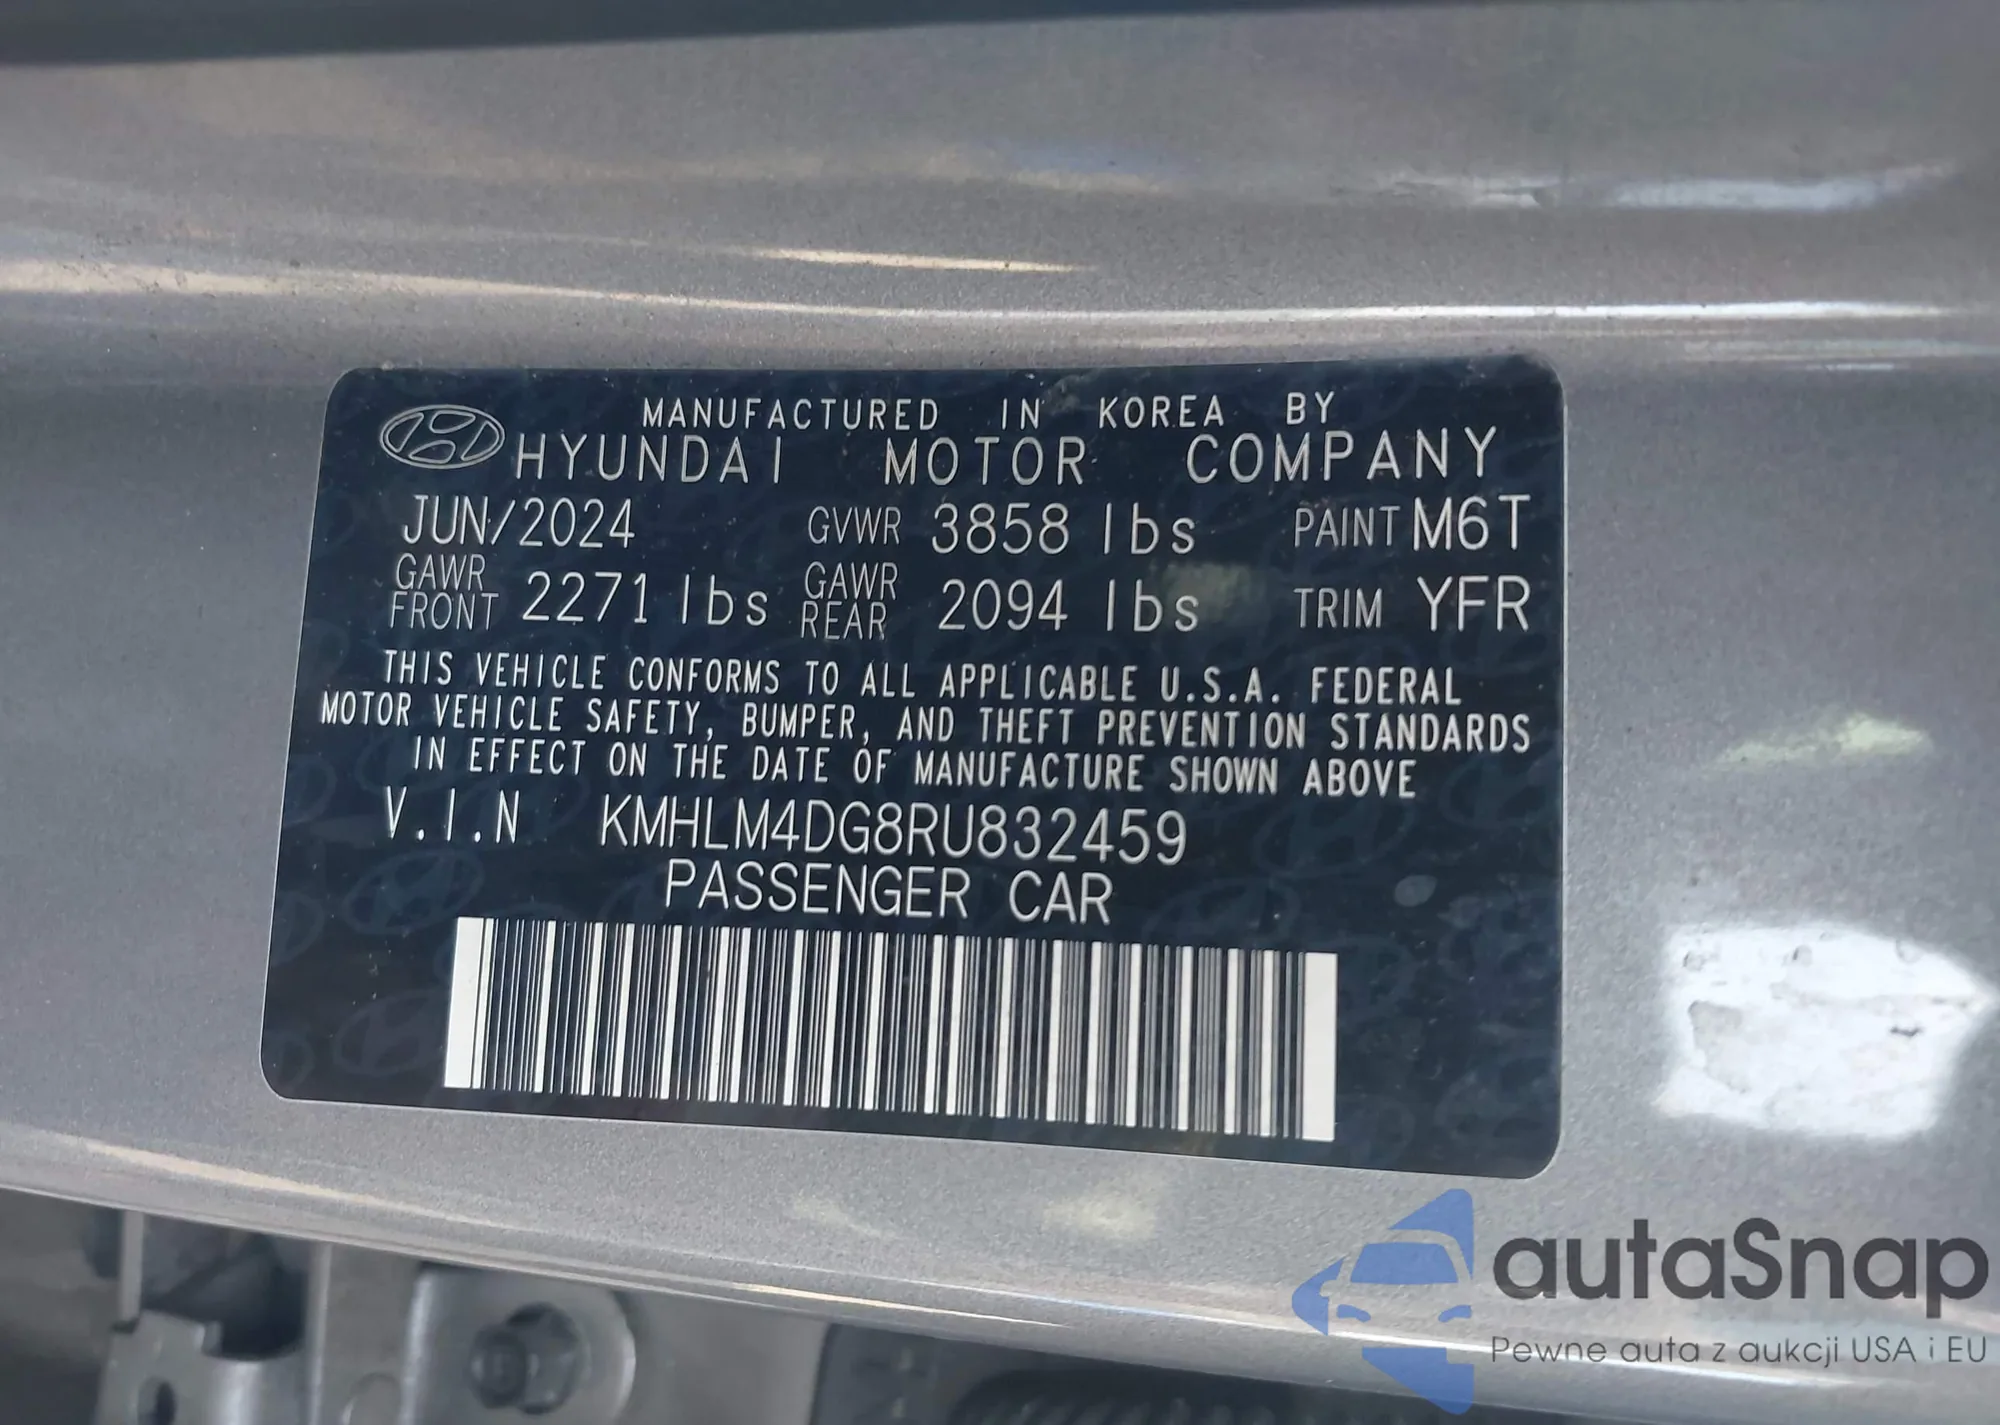 MANUFACTURED IN KOREA BY
HYUNDAI MOTOR COMPANY
JUN/2024 GVWR 3858 lbs PAINT M6T
GAWR FRONT 2271 lbs GAWR REAR 2094 lbs TRIM YFR
THIS VEHICLE CONFORMS TO ALL APPLICABLE U.S.A. FEDERAL
MOTOR VEHICLE SAFETY, BUMPER, AND THEFT PREVENTION STANDARDS
IN EFFECT ON THE DATE OF MANUFACTURE SHOWN ABOVE
V.I.N KMHLM4DG8RU832459
PASSENGER CAR
autaSnap
Pewne auta z aukcji USA i EU